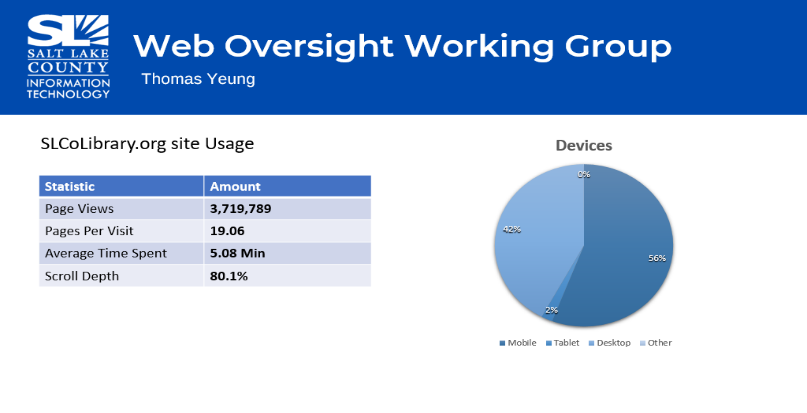 SL
SALT LAKE
COUNTY
INFORMATION
TECHNOLOGY
Web Oversight Working Group
Thomas Yeung
SLCoLibrary.org site Usage
Statistic Amount
Page Views 3,719,789
Pages Per Visit 19.06
Average Time Spent 5.08 Min
Scroll Depth 80.1%
Devices
0%
42%
56%
2%
Mobile Tablet Desktop Other